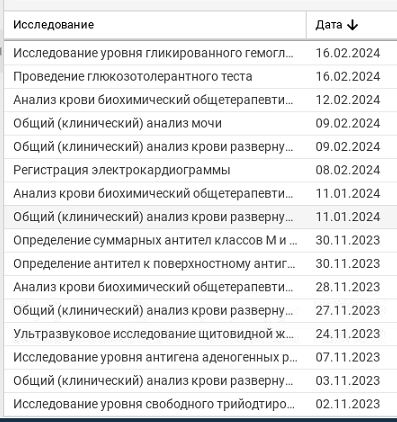 Исследование Дата
Исследование уровня гликированного гемогл... 16.02.2024
Проведение глюкозотолерантного теста 16.02.2024
Анализ крови биохимический общетерапевти... 12.02.2024
Общий (клинический) анализ мочи 09.02.2024
Общий (клинический) анализ крови разверну... 09.02.2024
Регистрация электрокардиограммы 08.02.2024
Анализ крови биохимический общетерапевти... 11.01.2024
Общий (клинический) анализ крови разверну... 11.01.2024
Определение суммарных антител классов М и ... 30.11.2023
Определение антител к поверхностному антиг... 30.11.2023
Анализ крови биохимический общетерапевти... 28.11.2023
Общий (клинический) анализ крови разверну... 27.11.2023
Ультразвуковое исследование щитовидной ж... 24.11.2023
Исследование уровня антигена аденогенных р... 07.11.2023
Общий (клинический) анализ крови разверну... 03.11.2023
Исследование уровня свободного трийодтиро... 02.11.2023